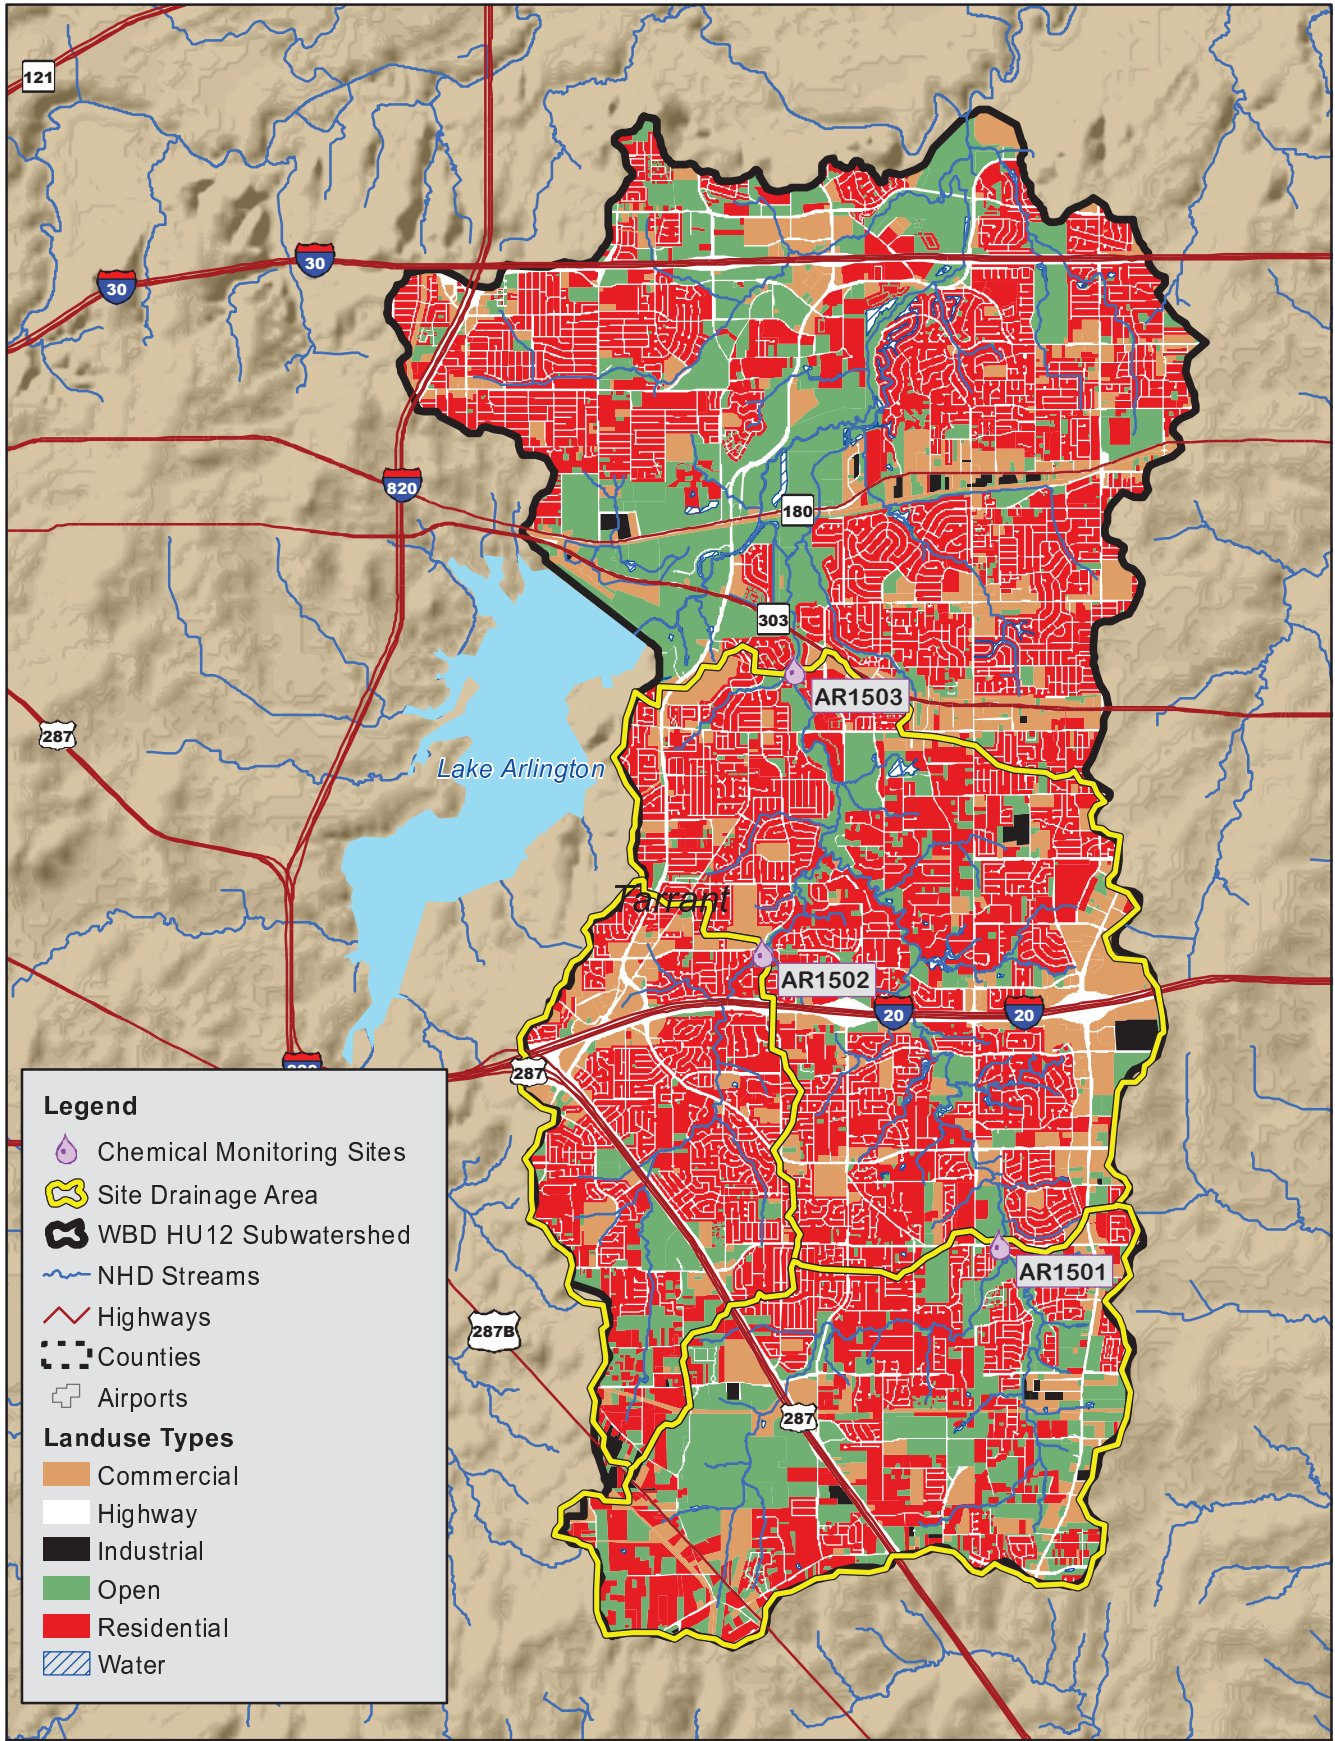 121
30
30
820
180
303
AR1503
287
Lake Arlington
Tarrant
AR1502
20
20
287
AR1501
287B
287
Legend
Chemical Monitoring Sites
Site Drainage Area
WBD HU12 Subwatershed
NHD Streams
Highways
Counties
Airports
Landuse Types
Commercial
Highway
Industrial
Open
Residential
Water